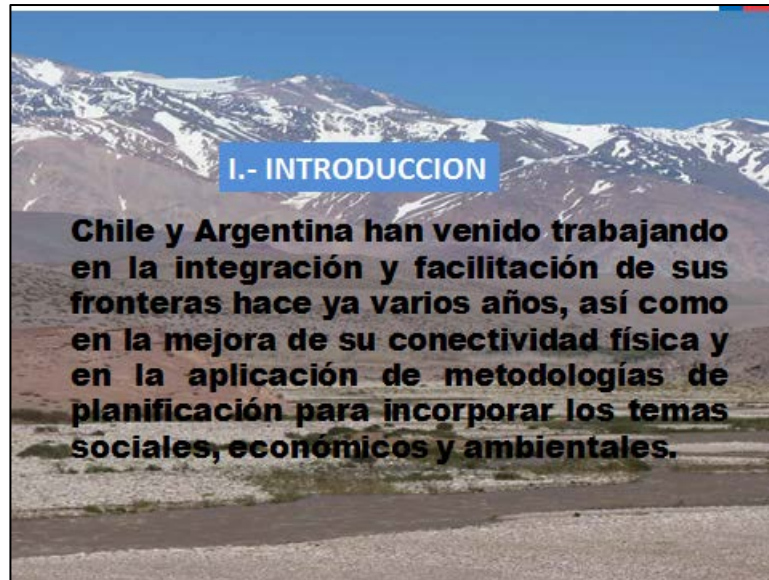 I.- INTRODUCCION
Chile y Argentina han venido trabajando
en la integración y facilitación de sus
fronteras hace ya varios años, así como
en la mejora de su conectividad física y
en la aplicación de metodologías de
planificación para incorporar los temas
sociales, económicos y ambientales.